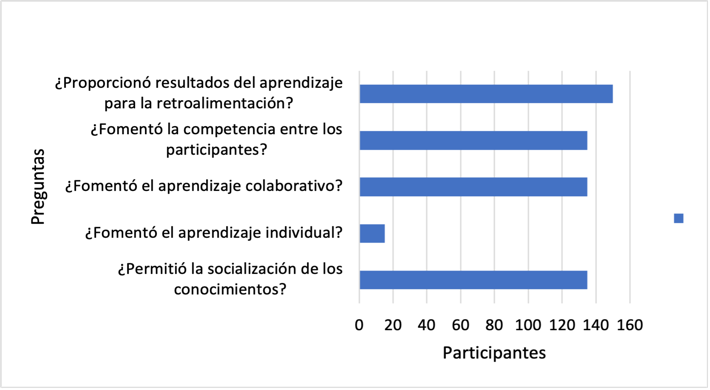 ¿Proporcionó resultados del aprendizaje
para la retroalimentación?
¿Fomentó la competencia entre los
participantes?
¿Fomentó el aprendizaje colaborativo?
¿Fomentó el aprendizaje individual?
¿Permitió la socialización de los
conocimientos?
Preguntas
0 20 40 60 80 100 120 140 160
Participantes